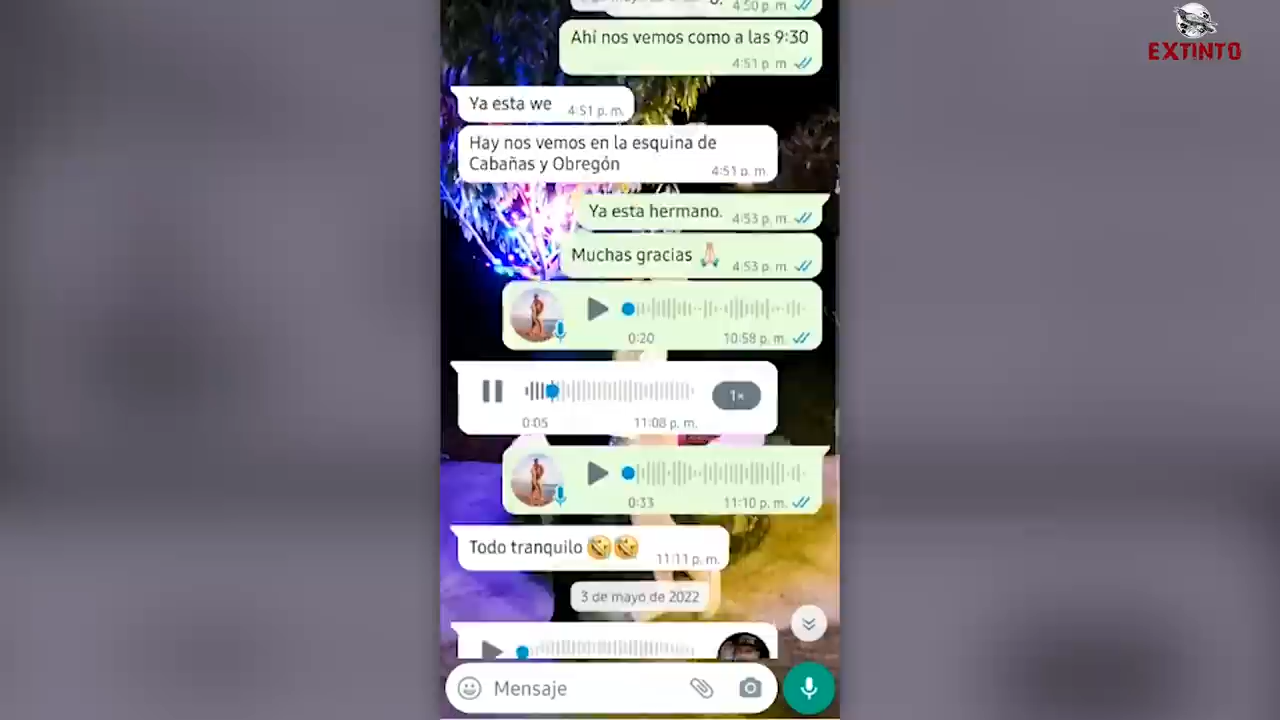 4:50 p. m.
EXTINTO
Ahí nos vemos como a las 9:30
4:51 p. m.
Ya esta we 4:51 p. m.
Hay nos vemos en la esquina de
Cabañas y Obregón
4:51 p. m.
Ya esta hermano. 4:53 p. m.
Muchas gracias 🙏🏻 4:53 p. m.
0:20 10:58 p. m.
1×
0:05 11:08 p. m.
0:33 11:10 p. m.
Todo tranquilo 🤣🤣 11:11 p. m.
3 de mayo de 2022
Mensaje